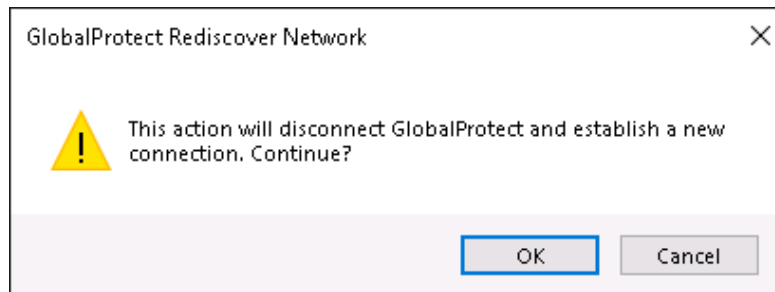 GlobalProtect Rediscover Network
This action will disconnect GlobalProtect and establish a new
connection. Continue?
OK
Cancel